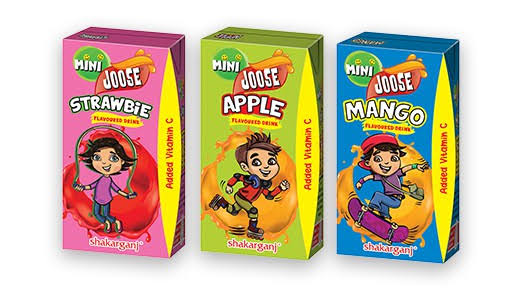 MINI
JOOSE
STRAWBIE
FLAVOURED DRINK
Added Vitamin C
shakarganj
MINI
JOOSE
APPLE
FLAVOURED DRINK
Added Vitamin C
shakarganj
MINI
JOOSE
MANGO
FLAVOURED DRINK
Added Vitamin C
shakarganj